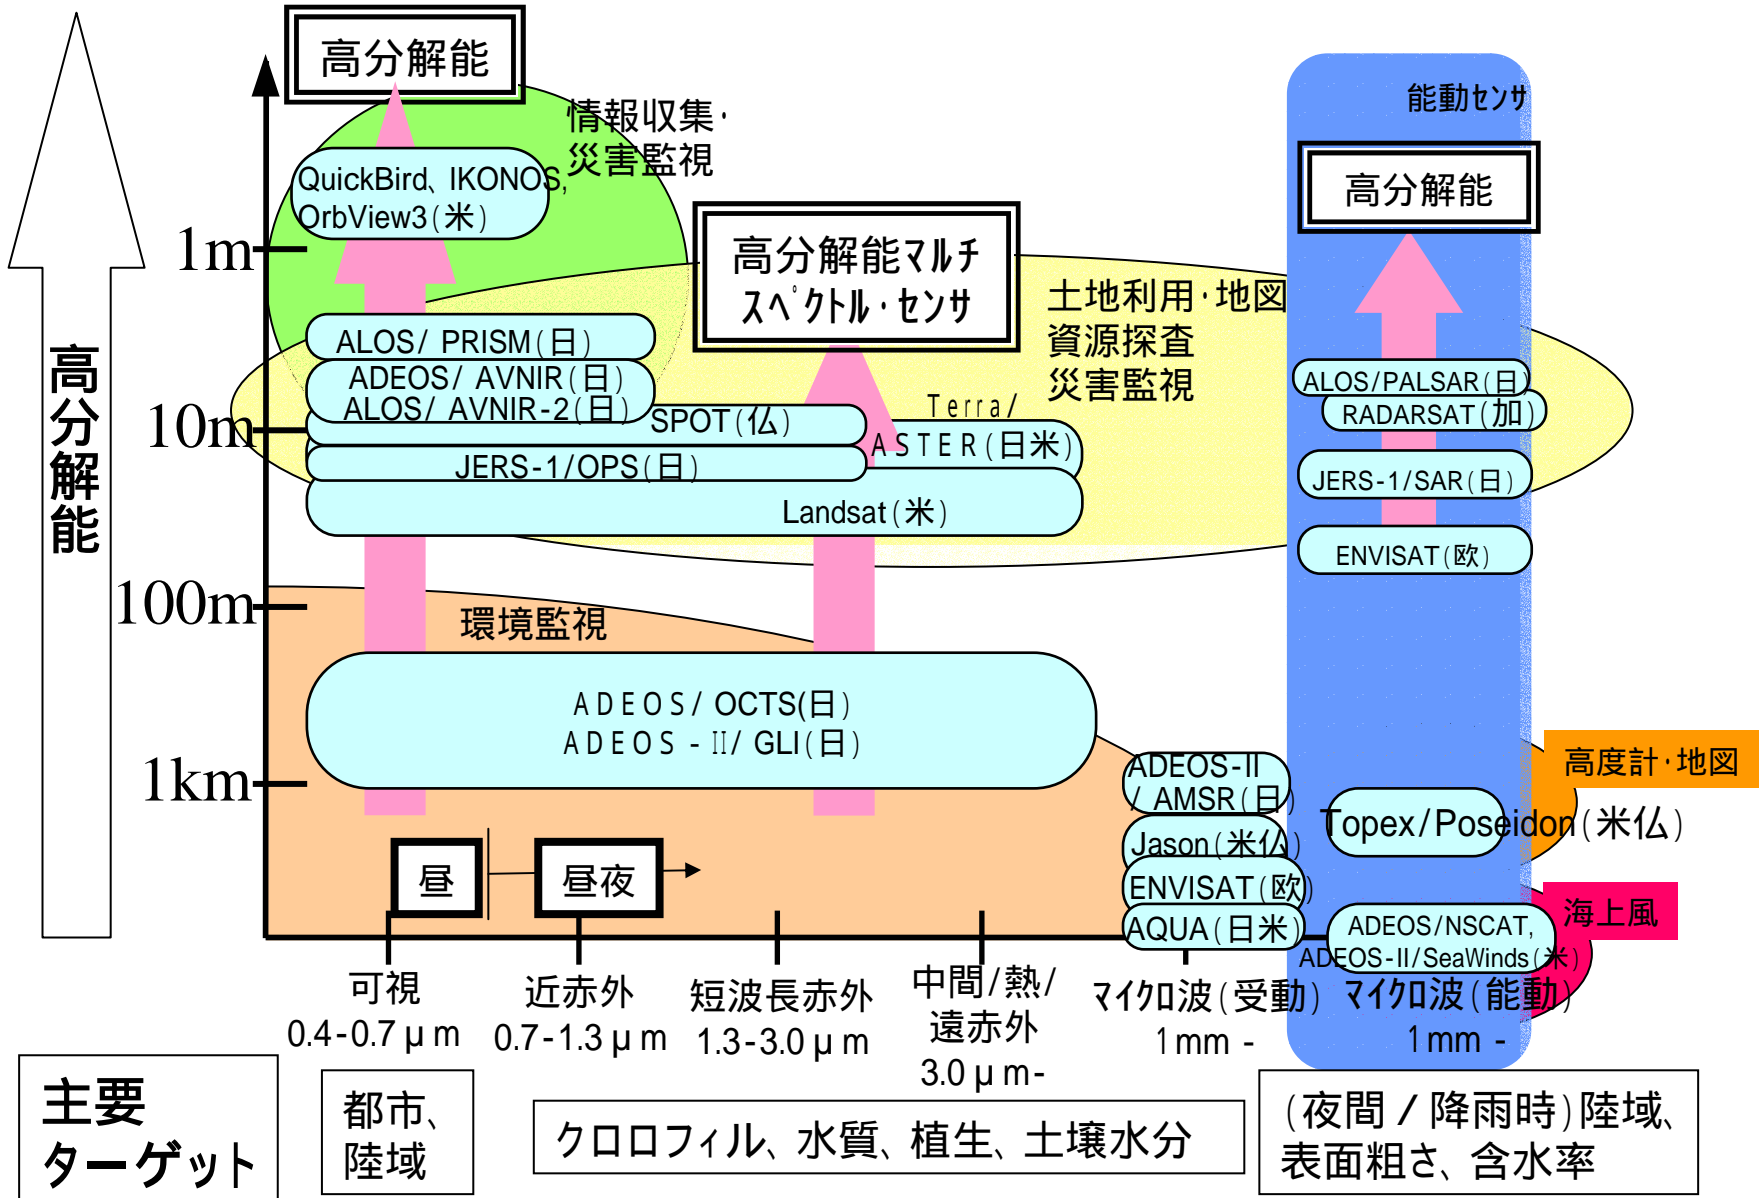 高分解能
能動センサ
情報収集・
災害監視
QuickBird、IKONOS,
OrbView3(米)
高分解能
高分解能マルチ
スペクトル・センサ
1m
土地利用・地図
資源探査
災害監視
高分解能
ALOS/ PRISM(日)
ADEOS/ AVNIR(日)
ALOS/ AVNIR-2(日)
SPOT(仏)
Terra/
ASTER(日米)
10m
JERS-1/OPS(日)
Landsat(米)
ALOS/PALSAR(日)
RADARSAT(加)
JERS-1/SAR(日)
ENVISAT(欧)
100m
環境監視
ADEOS/ OCTS(日)
ADEOS-II/ GLI(日)
1km
ADEOS-II
/ AMSR(日)
Jason(米仏)
ENVISAT(欧)
AQUA(日米)
高度計・地図
Topex/Poseidon(米仏)
海上風
ADEOS/NSCAT,
ADEOS-II/SeaWinds(米)
昼
昼夜
可視
0.4-0.7μm
近赤外
0.7-1.3μm
短波長赤外
1.3-3.0μm
中間/熱/
遠赤外
3.0μm-
マイクロ波(受動)
1mm -
マイクロ波(能動)
1mm -
主要
ターゲット
都市、
陸域
クロロフィル、水質、植生、土壌水分
(夜間／降雨時)陸域、
表面粗さ、含水率